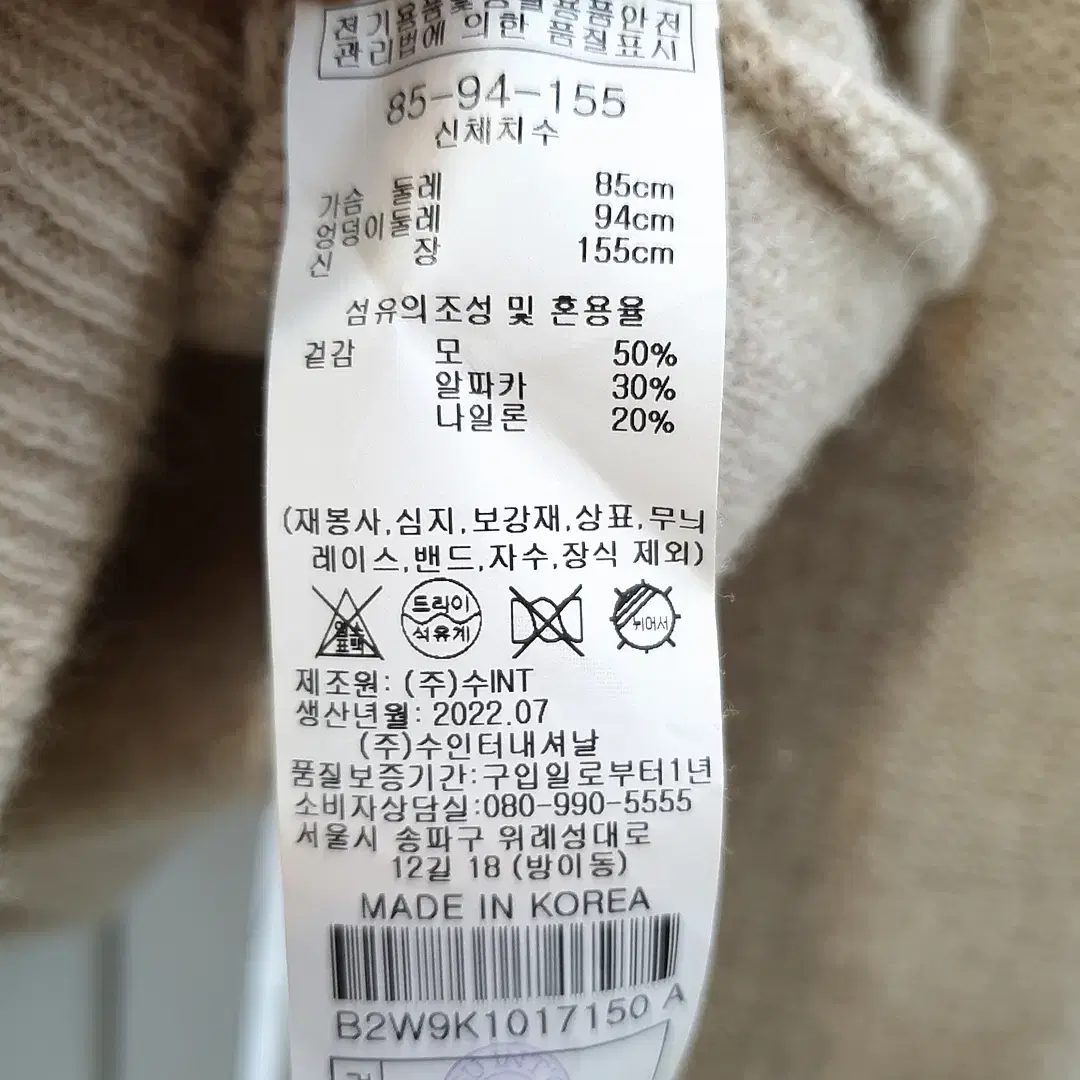 전기용품및생활용품안전
관리법에 의한 품질표시
85-94-155
신체치수
가슴 둘레 85cm
엉덩이둘레 94cm
신 장 155cm
섬유의조성 및 혼용율
겉감 모 50%
알파카 30%
나일론 20%
(재봉사,심지,보강재,상표,무늬
레이스,밴드,자수,장식 제외)
염소
표백
드라이
석유계
뉘어서
제조원: (주)수INT
생산년월: 2022.07
(주)수인터내셔날
품질보증기간:구입일로부터1년
소비자상담실:080-990-5555
서울시 송파구 위례성대로
12길 18 (방이동)
MADE IN KOREA
B2W9K1017150 A